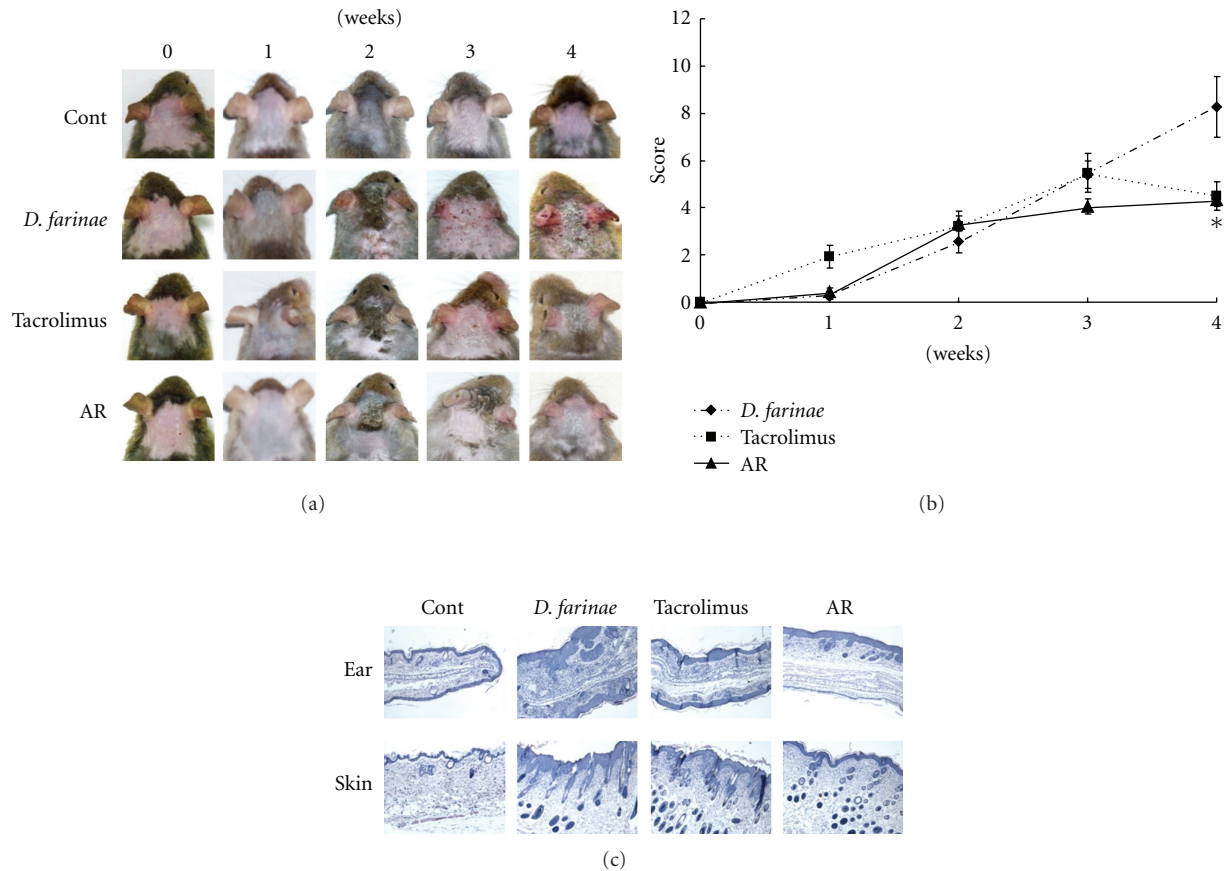 (weeks)
0 1 2 3 4
Cont
D. farinae
Tacrolimus
AR
(a)
12
10
8
6
4
2
0
Score
*
0 1 2 3 4
(weeks)
D. farinae
Tacrolimus
AR
(b)
Cont D. farinae Tacrolimus AR
Ear
Skin
(c)